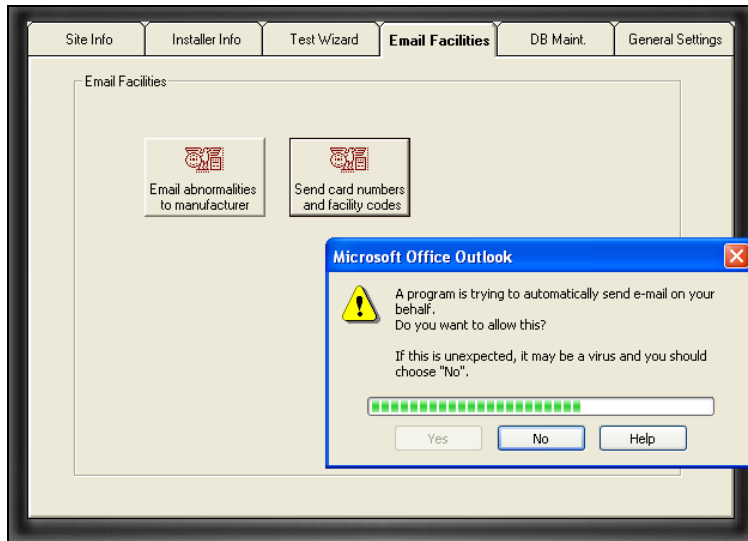 Site Info
Installer Info
Test Wizard
Email Facilities
DB Maint.
General Settings
Email Facilities
Email abnormalities
to manufacturer
Send card numbers
and facility codes
Microsoft Office Outlook
A program is trying to automatically send e-mail on your
behalf.
Do you want to allow this?
If this is unexpected, it may be a virus and you should
choose "No".
Yes
No
Help